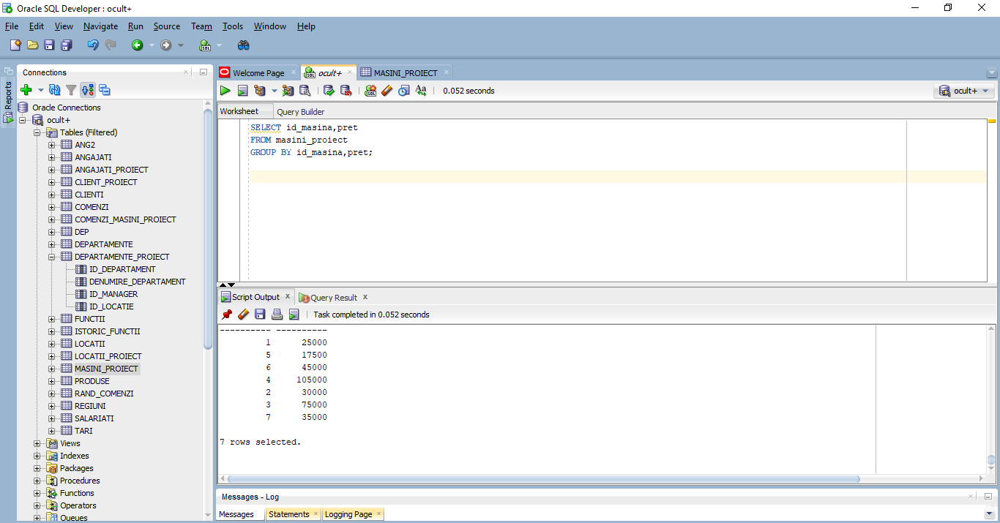 Oracle SQL Developer : ocult+
File Edit View Navigate Run Source Team Tools Window Help
Connections
Reports
Oracle Connections
ocult+
Tables (Filtered)
ANG2
ANGAJATI
ANGAJATI_PROIECT
CLIENT_PROIECT
CLIENTI
COMENZI
COMENZI_MASINI_PROIECT
DEP
DEPARTAMENTE
DEPARTAMENTE_PROIECT
ID_DEPARTAMENT
DENUMIRE_DEPARTAMENT
ID_MANAGER
ID_LOCATIE
FUNCTII
ISTORIC_FUNCTII
LOCATII
LOCATII_PROIECT
MASINI_PROIECT
PRODUSE
RAND_COMENZI
REGIUNI
SALARIATI
TARI
Views
Indexes
Packages
Procedures
Functions
Operators
Queues
Welcome Page ocult+ MASINI_PROIECT
0.052 seconds ocult+
Worksheet Query Builder
SELECT id_masina,pret
FROM masini_proiect
GROUP BY id_masina,pret;
Script Output x Query Result x
Task completed in 0.052 seconds
---------- ----------
1 25000
5 17500
6 45000
4 105000
2 30000
3 75000
7 35000
7 rows selected.
Messages - Log
Messages Statements Logging Page